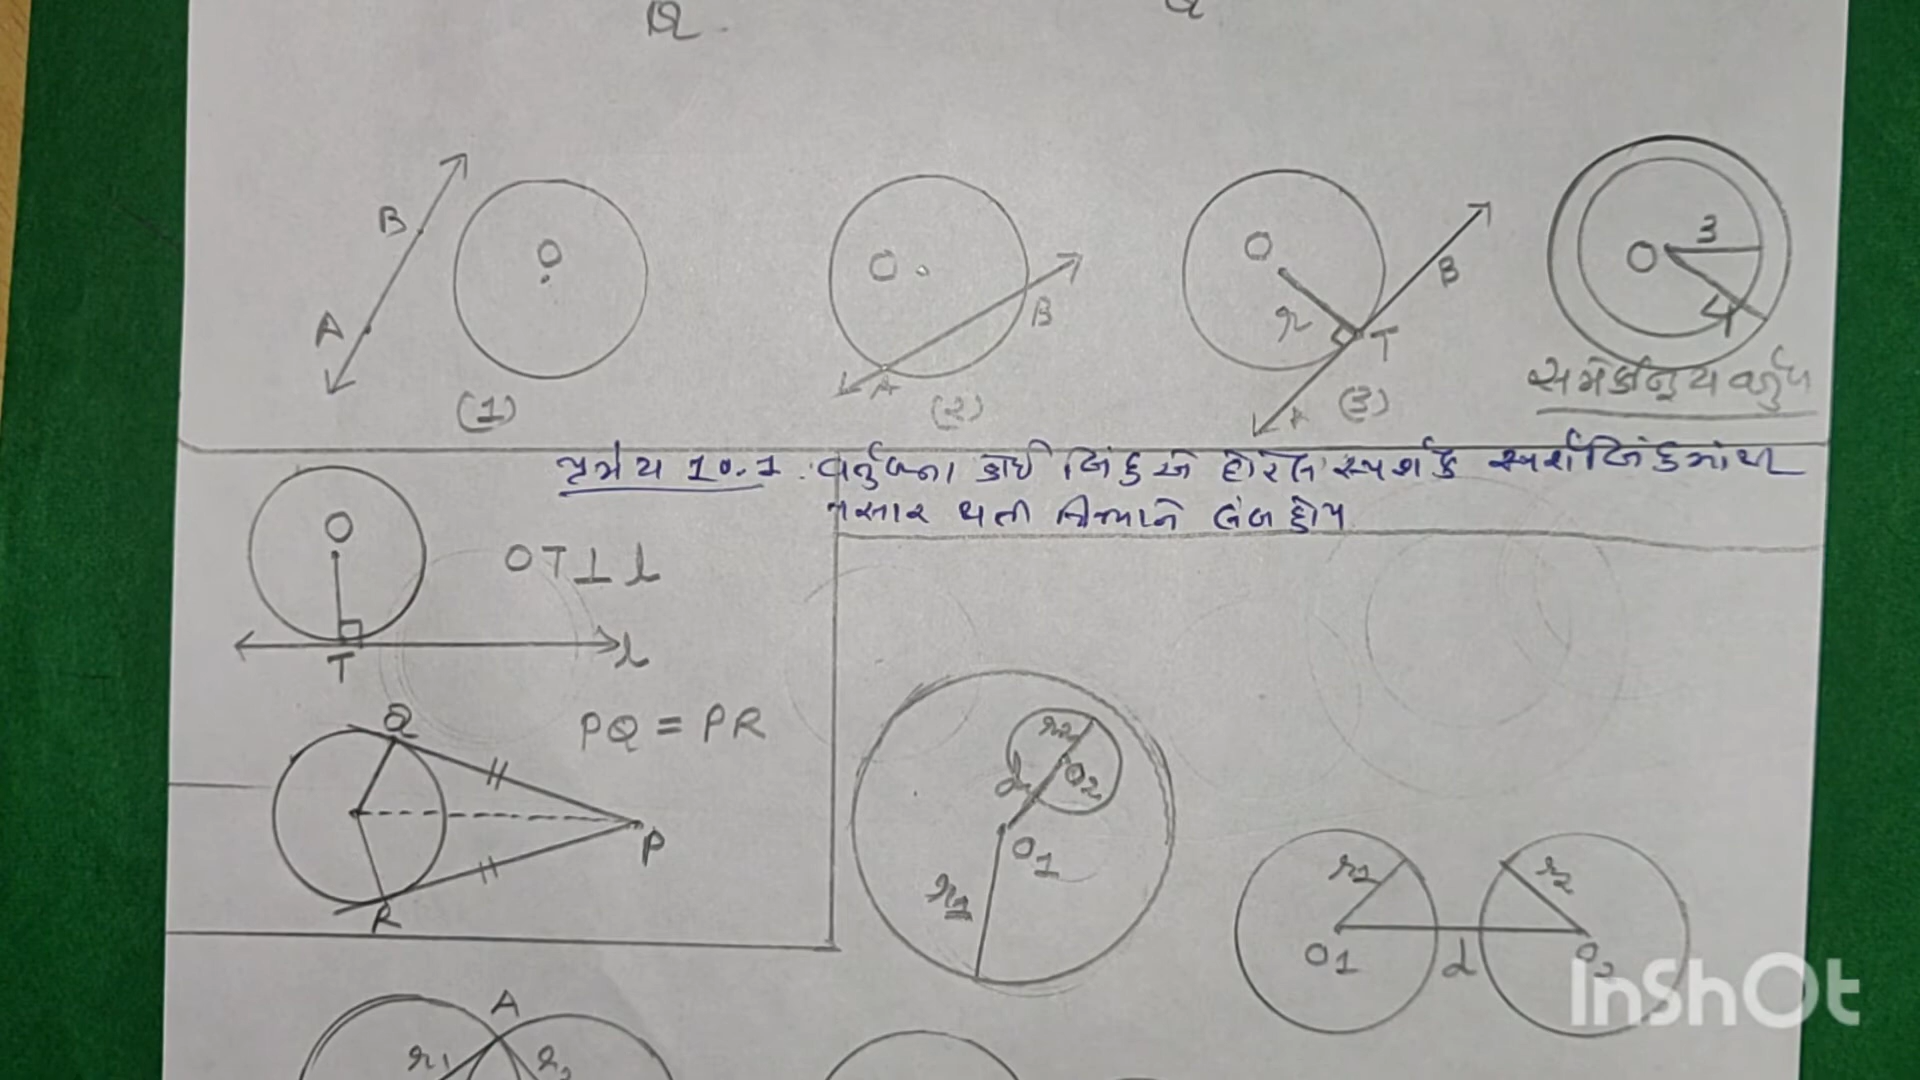 B
A
O
(1)
O
B
A
(2)
O
r
B
T
A
(3)
O
3
4
સમકેન્દ્રિય વર્તુળ
પ્રમેય 10.1 : વર્તુળના કોઈ બિંદુએ દોરેલ સ્પર્શક સ્પર્શબિંદુમાંથી
પસાર થતી ત્રિજ્યાને લંબ હોય
O
OT⊥l
T
l
Q
PQ = PR
P
R
r2
d
O2
O1
r1
r1
r2
O1
d
O2
A
r1
r2
InShOt